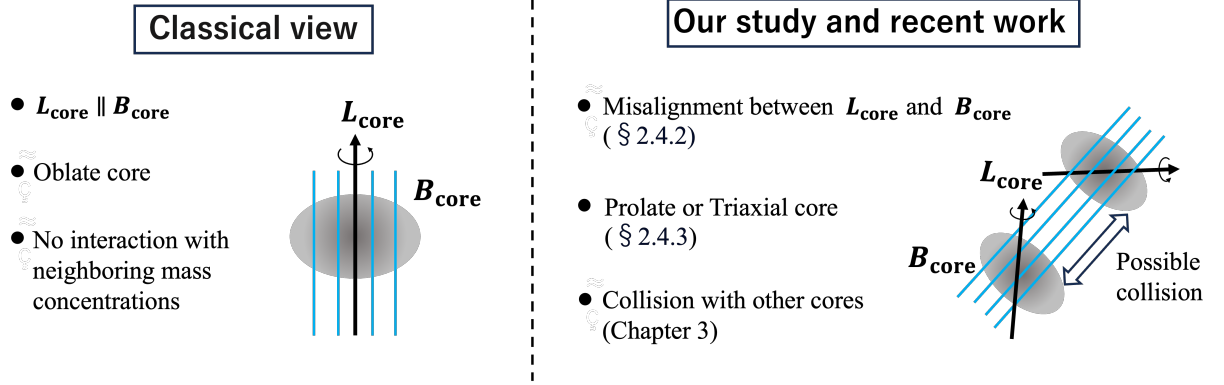 Classical view
● L_core ∥ B_core
● Oblate core
● No interaction with
neighboring mass
concentrations
L_core
B_core
Our study and recent work
● Misalignment between L_core and B_core
(§2.4.2)
● Prolate or Triaxial core
(§2.4.3)
● Collision with other cores
(Chapter 3)
L_core
B_core
Possible
collision